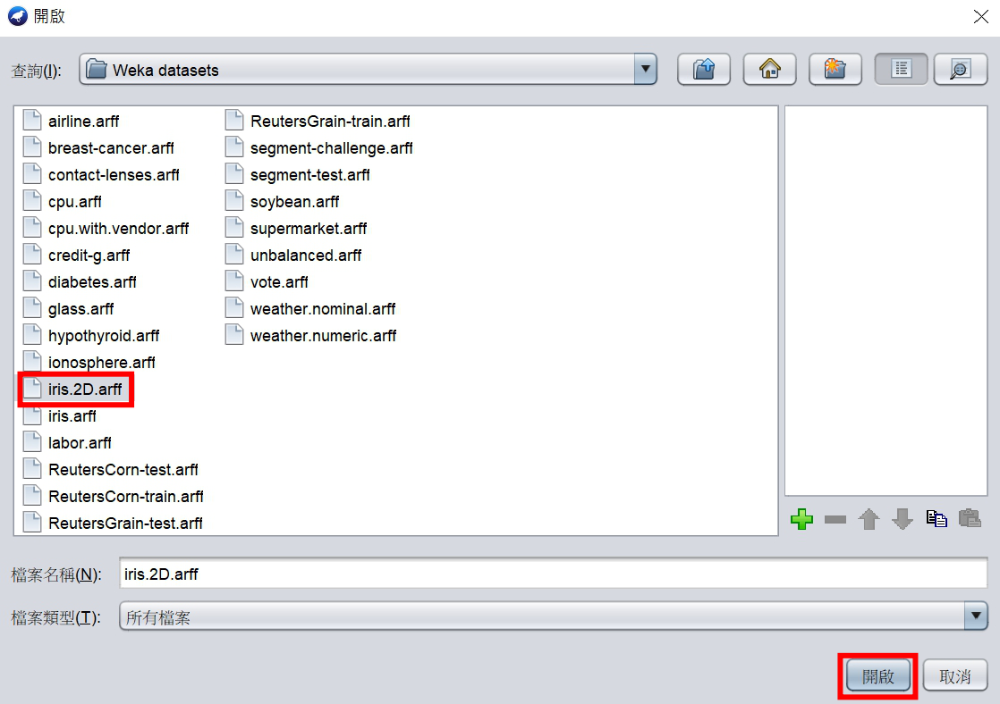 開啟
查詢(I):
Weka datasets
airline.arff
breast-cancer.arff
contact-lenses.arff
cpu.arff
cpu.with.vendor.arff
credit-g.arff
diabetes.arff
glass.arff
hypothyroid.arff
ionosphere.arff
iris.2D.arff
iris.arff
labor.arff
ReutersCorn-test.arff
ReutersCorn-train.arff
ReutersGrain-test.arff
ReutersGrain-train.arff
segment-challenge.arff
segment-test.arff
soybean.arff
supermarket.arff
unbalanced.arff
vote.arff
weather.nominal.arff
weather.numeric.arff
檔案名稱(N):
iris.2D.arff
檔案類型(T):
所有檔案
開啟
取消